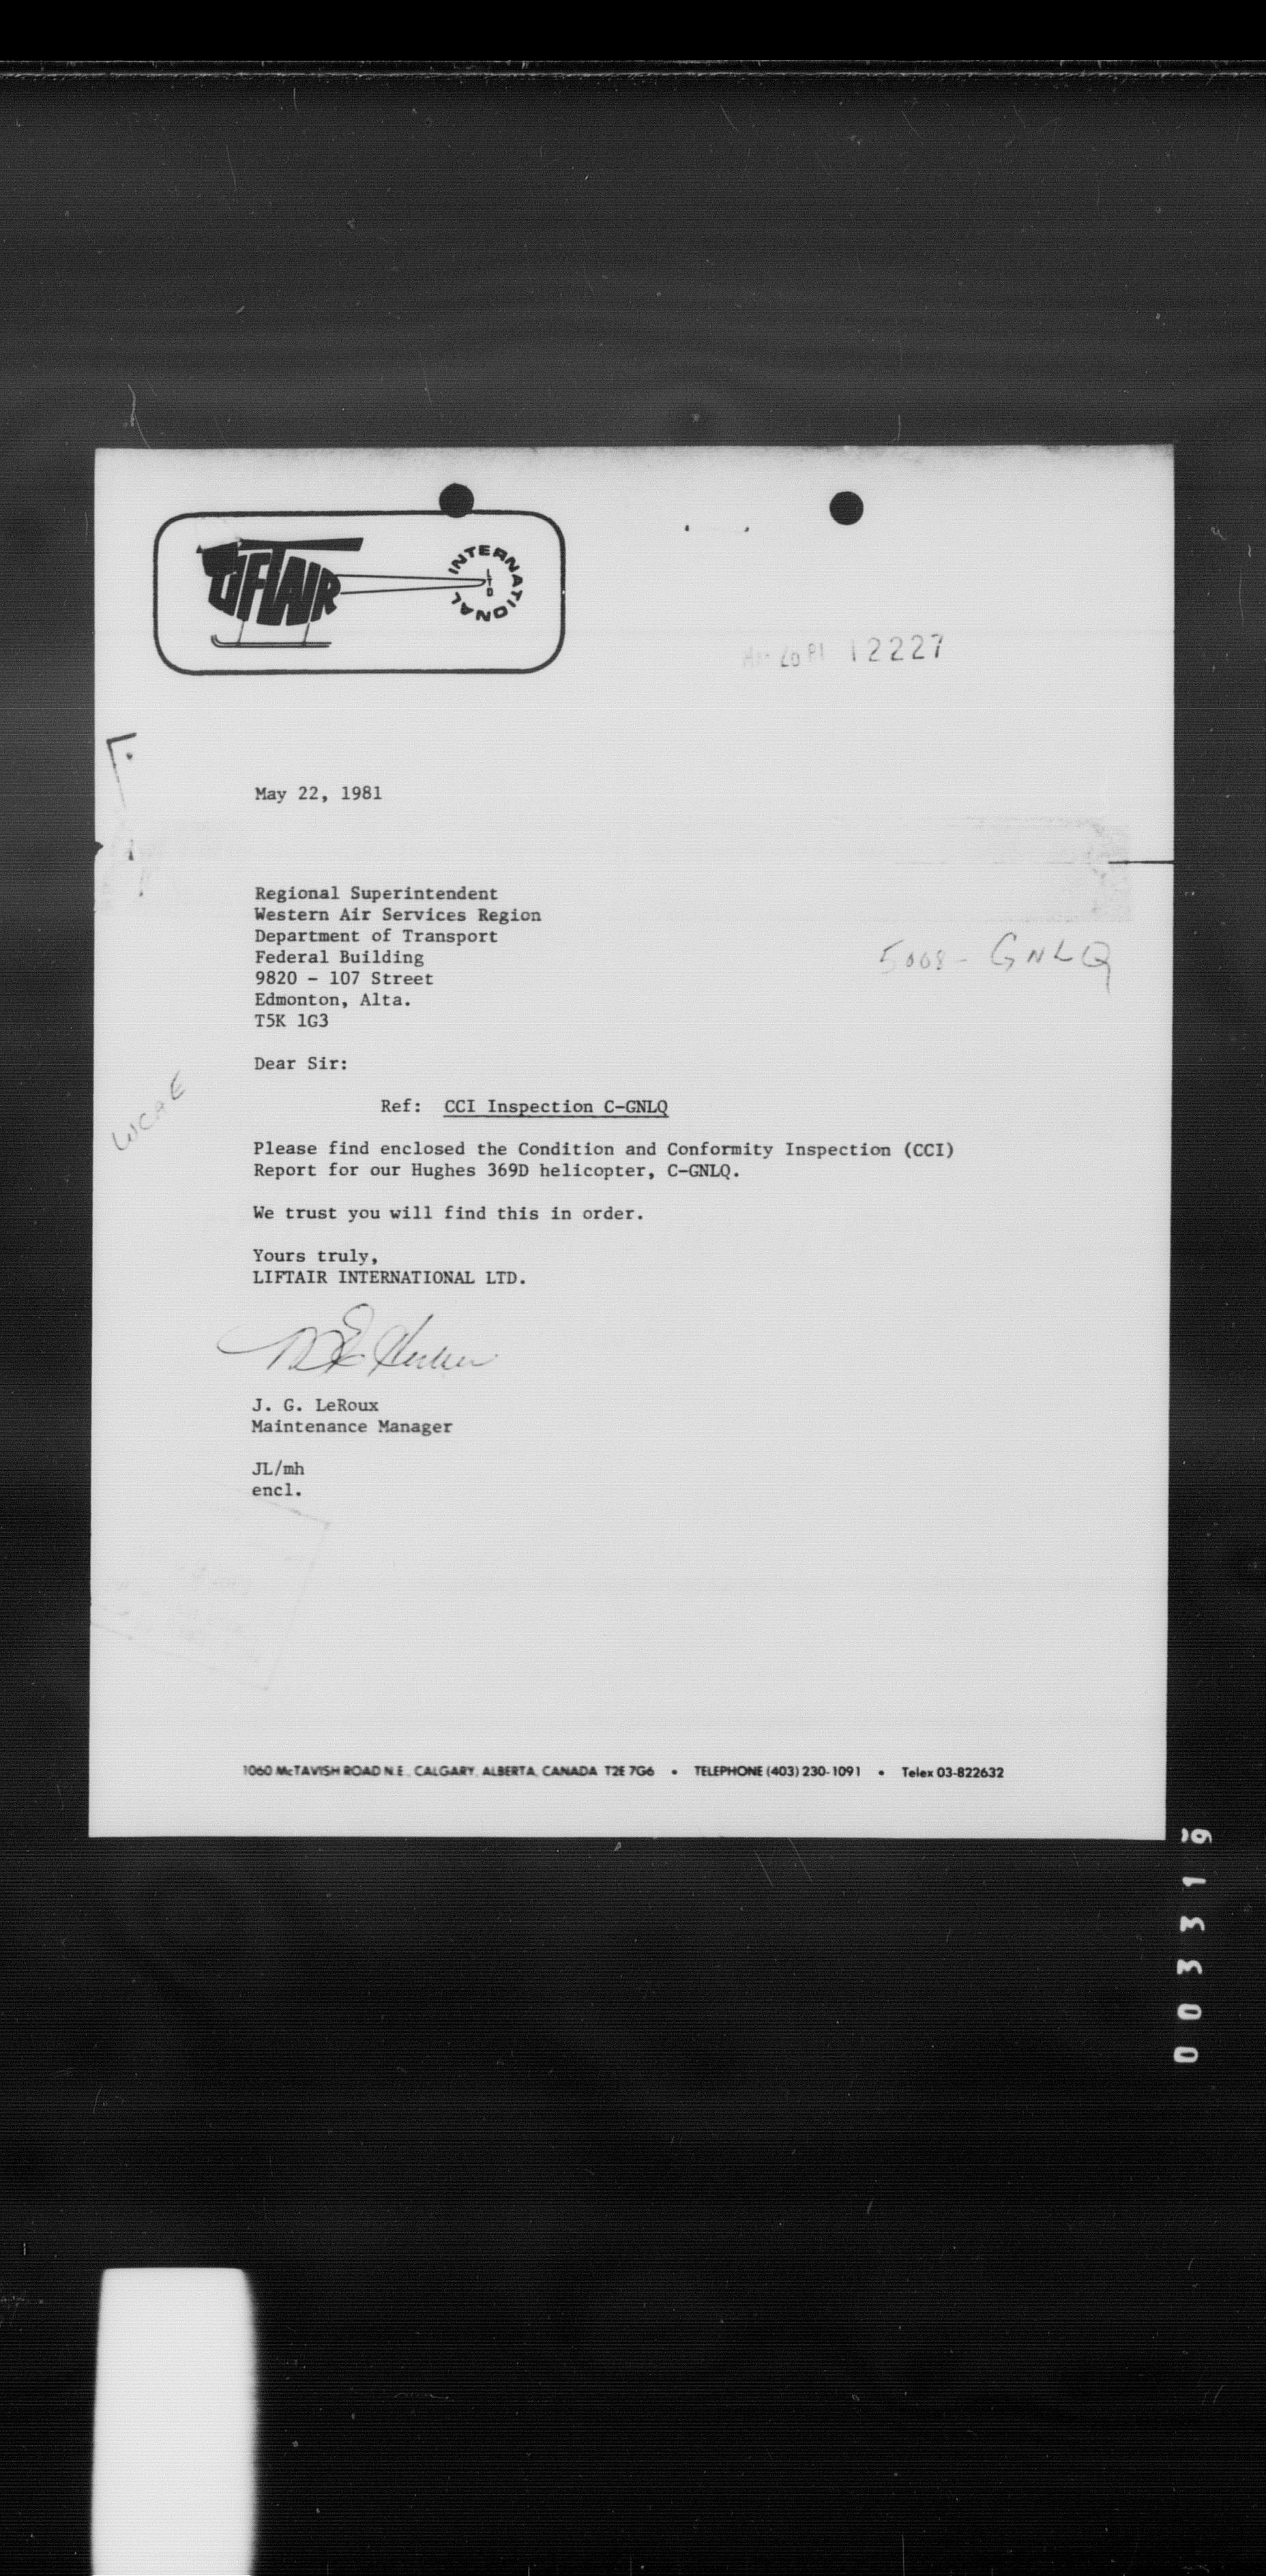 LIFTAIR INTERNATIONAL LTD
12227
May 22, 1981
Regional Superintendent
Western Air Services Region
Department of Transport
Federal Building
9820 - 107 Street
Edmonton, Alta.
T5K 1G3
5008- GNLQ
Dear Sir:
Ref: CCI Inspection C-GNLQ
Please find enclosed the Condition and Conformity Inspection (CCI)
Report for our Hughes 369D helicopter, C-GNLQ.
We trust you will find this in order.
Yours truly,
LIFTAIR INTERNATIONAL LTD.
J. G. LeRoux
Maintenance Manager
JL/mh
encl.
1060 McTAVISH ROAD N.E., CALGARY, ALBERTA, CANADA T2E 7G6 • TELEPHONE (403) 230-1091 • Telex 03-822632
003319